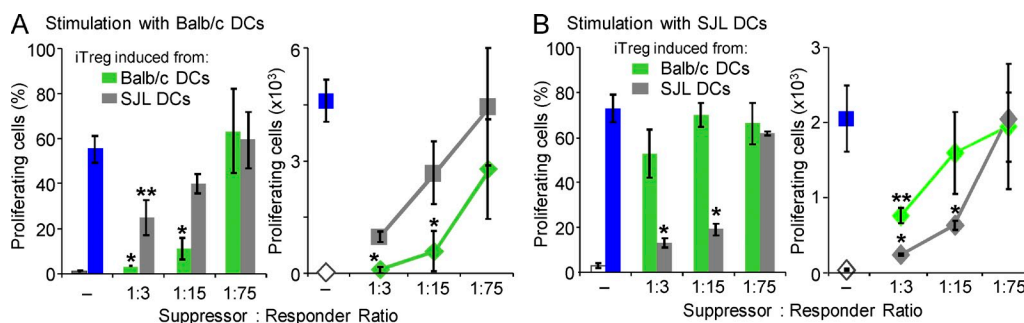 A Stimulation with Balb/c DCs
iTreg induced from:
Balb/c DCs
SJL DCs
Proliferating cells (%)
100
80
60
40
20
0
* ** *
– 1:3 1:15 1:75
Proliferating cells (x10³)
6
3
0
* *
– 1:3 1:15 1:75
Suppressor : Responder Ratio
B Stimulation with SJL DCs
iTreg induced from:
Balb/c DCs
SJL DCs
Proliferating cells (%)
100
80
60
40
20
0
* *
– 1:3 1:15 1:75
Proliferating cells (x10³)
3
2
1
0
** * *
– 1:3 1:15 1:75
Suppressor : Responder Ratio